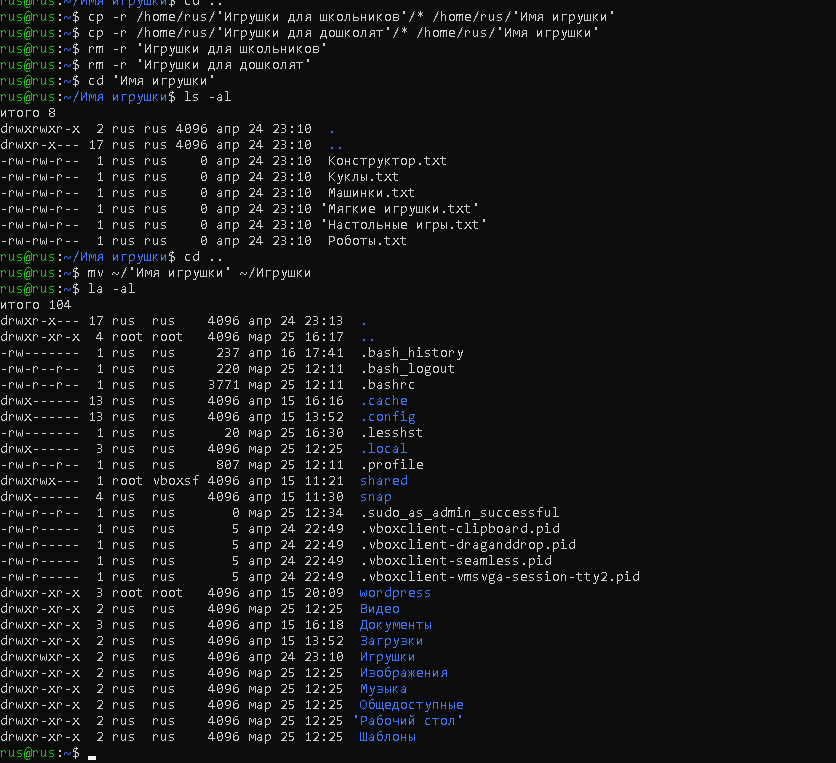 rus@rus:~/Имя игрушки$ cd ..
rus@rus:~$ cp -r /home/rus/'Игрушки для школьников'/* /home/rus/'Имя игрушки'
rus@rus:~$ cp -r /home/rus/'Игрушки для дошколят'/* /home/rus/'Имя игрушки'
rus@rus:~$ rm -r 'Игрушки для школьников'
rus@rus:~$ rm -r 'Игрушки для дошколят'
rus@rus:~$ cd 'Имя игрушки'
rus@rus:~/Имя игрушки$ ls -al
итого 8
drwxrwxr-x  2 rus rus 4096 апр 24 23:10  .
drwxr-x--- 17 rus rus 4096 апр 24 23:10  ..
-rw-rw-r--  1 rus rus    0 апр 24 23:10  Конструктор.txt
-rw-rw-r--  1 rus rus    0 апр 24 23:10  Куклы.txt
-rw-rw-r--  1 rus rus    0 апр 24 23:10  Машинки.txt
-rw-rw-r--  1 rus rus    0 апр 24 23:10 'Мягкие игрушки.txt'
-rw-rw-r--  1 rus rus    0 апр 24 23:10 'Настольные игры.txt'
-rw-rw-r--  1 rus rus    0 апр 24 23:10  Роботы.txt
rus@rus:~/Имя игрушки$ cd ..
rus@rus:~$ mv ~/'Имя игрушки' ~/Игрушки
rus@rus:~$ la -al
итого 104
drwxr-x--- 17 rus  rus    4096 апр 24 23:13  .
drwxr-xr-x  4 root root   4096 мар 25 16:17  ..
-rw-------  1 rus  rus     237 апр 16 17:41  .bash_history
-rw-r--r--  1 rus  rus     220 мар 25 12:11  .bash_logout
-rw-r--r--  1 rus  rus    3771 мар 25 12:11  .bashrc
drwx------ 13 rus  rus    4096 апр 15 16:16  .cache
drwx------ 13 rus  rus    4096 апр 15 13:52  .config
-rw-------  1 rus  rus      20 мар 25 16:30  .lesshst
drwx------  3 rus  rus    4096 мар 25 12:25  .local
-rw-r--r--  1 rus  rus     807 мар 25 12:11  .profile
drwxrwx---  1 root vboxsf 4096 апр 15 11:21  shared
drwx------  4 rus  rus    4096 апр 15 11:30  snap
-rw-r--r--  1 rus  rus       0 мар 25 12:34  .sudo_as_admin_successful
-rw-r-----  1 rus  rus       5 апр 24 22:49  .vboxclient-clipboard.pid
-rw-r-----  1 rus  rus       5 апр 24 22:49  .vboxclient-draganddrop.pid
-rw-r-----  1 rus  rus       5 апр 24 22:49  .vboxclient-seamless.pid
-rw-r-----  1 rus  rus       5 апр 24 22:49  .vboxclient-vmsvga-session-tty2.pid
drwxr-xr-x  3 root root   4096 апр 15 20:09  wordpress
drwxr-xr-x  2 rus  rus    4096 мар 25 12:25  Видео
drwxr-xr-x  3 rus  rus    4096 апр 15 16:18  Документы
drwxr-xr-x  2 rus  rus    4096 апр 15 13:52  Загрузки
drwxrwxr-x  2 rus  rus    4096 апр 24 23:10  Игрушки
drwxr-xr-x  2 rus  rus    4096 мар 25 12:25  Изображения
drwxr-xr-x  2 rus  rus    4096 мар 25 12:25  Музыка
drwxr-xr-x  2 rus  rus    4096 мар 25 12:25  Общедоступные
drwxr-xr-x  2 rus  rus    4096 мар 25 12:25 'Рабочий стол'
drwxr-xr-x  2 rus  rus    4096 мар 25 12:25  Шаблоны
rus@rus:~$